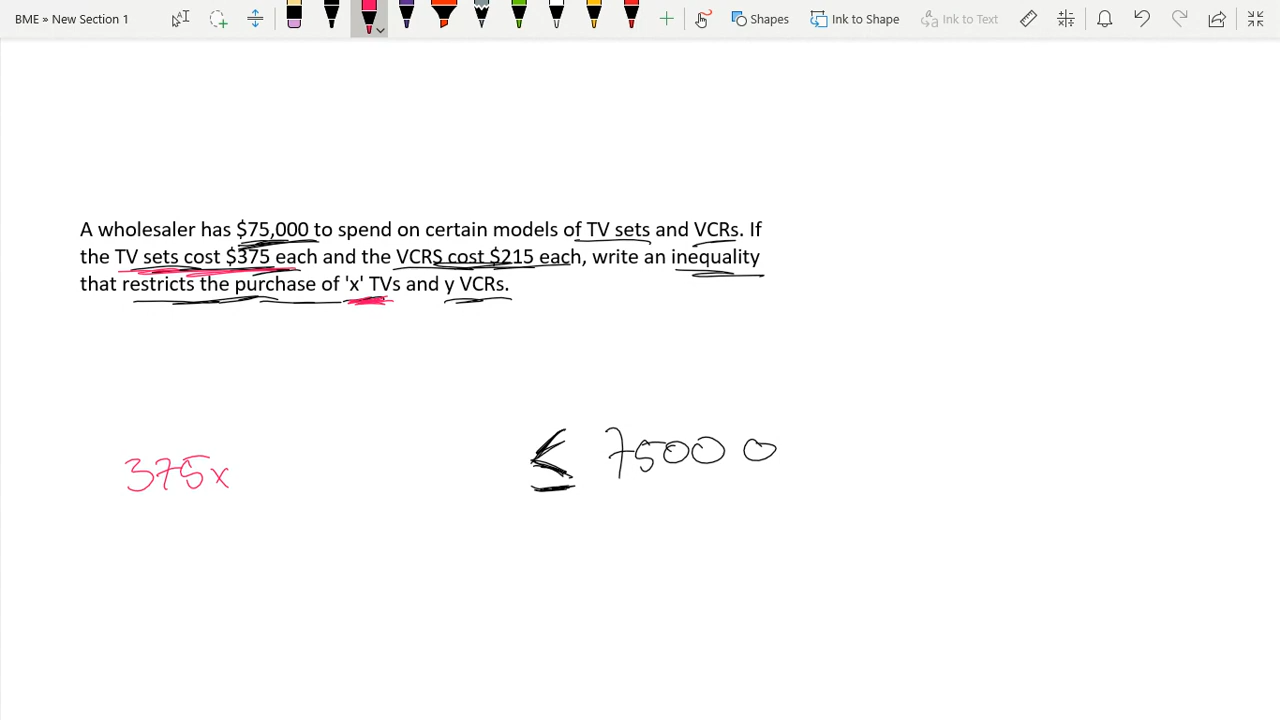 BME » New Section 1
Shapes
Ink to Shape
Ink to Text
A wholesaler has $75,000 to spend on certain models of TV sets and VCRs. If
the TV sets cost $375 each and the VCRS cost $215 each, write an inequality
that restricts the purchase of 'x' TVs and y VCRs.
375x ≤ 75000